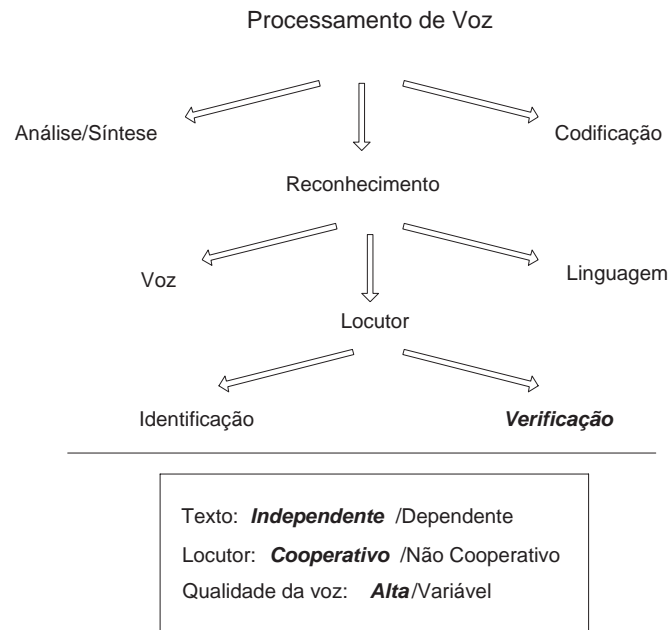 Processamento de Voz
Análise/Síntese
Codificação
Reconhecimento
Voz
Linguagem
Locutor
Identificação
Verificação
Texto: Independente /Dependente
Locutor: Cooperativo /Não Cooperativo
Qualidade da voz: Alta/Variável